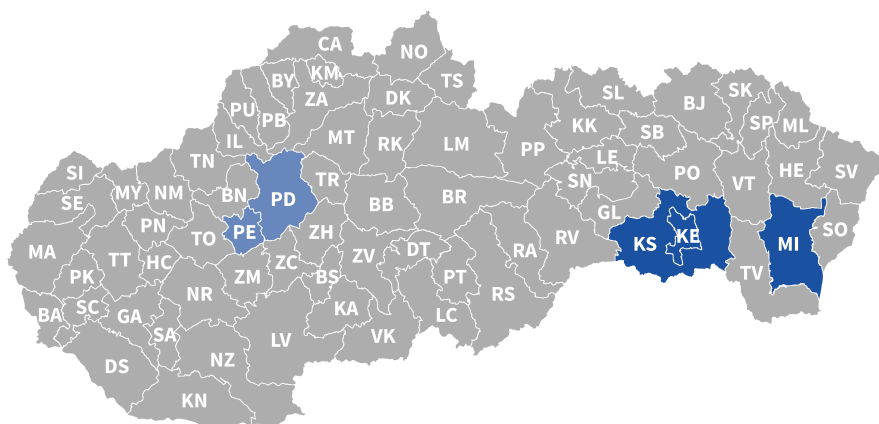 CA
NO
BY
KM
TS
PU
PB
ZA
DK
SL
BJ
SK
IL
MT
RK
LM
PP
KK
SB
SP
ML
TN
LE
SI
MY
NM
BN
PD
TR
BB
BR
SN
PO
VT
HE
SV
SE
PN
TO
PE
ZH
GL
KS
KE
MI
SO
MA
TT
HC
ZM
ZC
BS
ZV
DT
PT
RA
RV
TV
PK
BA
SC
GA
SA
NR
KA
LC
RS
LV
VK
DS
NZ
KN